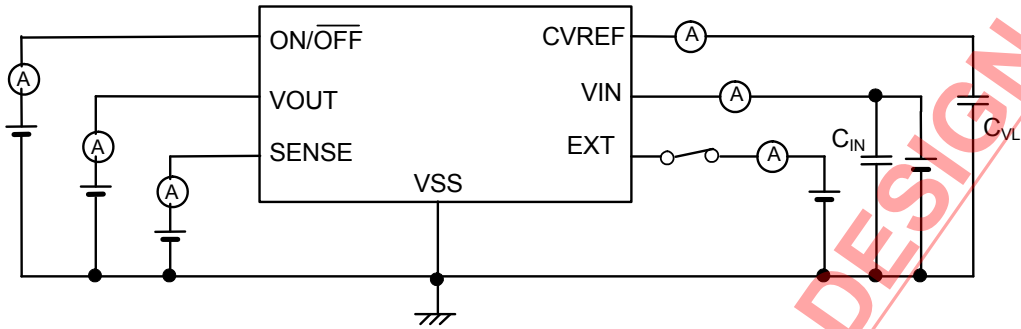 ON/OFF
CVREF
A
A
VOUT
VIN
A
A
SENSE
EXT
A
A
VSS
CIN
CVL
DESIGN